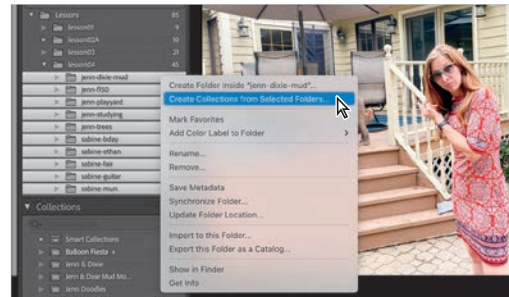 Lessons 85
lesson01 9
lesson02A 10
lesson03 21
lesson04 45
jenn-dixie-mud
jenn-fl50
jenn-playyard
jenn-studying
jenn-trees
sabine-bday
sabine-ethan
sabine-fair
sabine-guitar
sabine-mun
Collections
Smart Collections
Balloon Fiesta +
Jenn & Dixie
Jenn & Dixie Mud Mo...
Jenn Doodles
Create Folder inside "jenn-dixie-mud"...
Create Collections from Selected Folders...
Mark Favorites
Add Color Label to Folder
Rename...
Remove...
Save Metadata
Synchronize Folder...
Update Folder Location...
Import to this Folder...
Export this Folder as a Catalog...
Show in Finder
Get Info